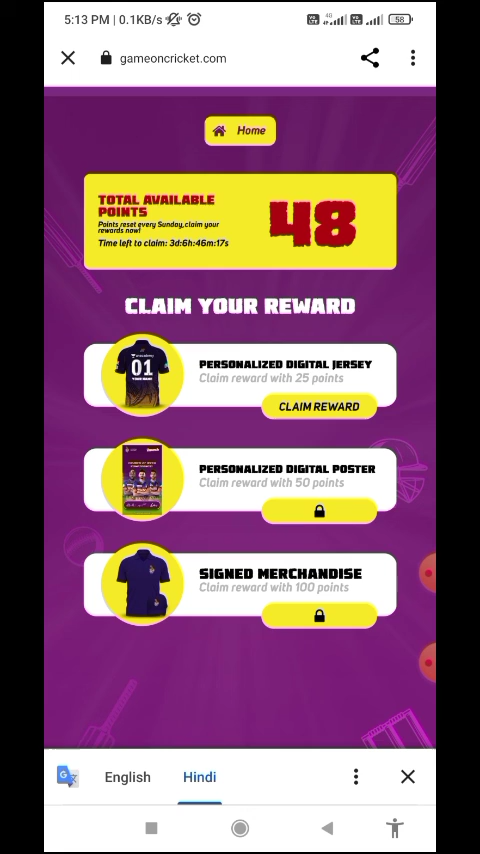 5:13 PM | 0.1KB/s
58
gameoncricket.com
Home
TOTAL AVAILABLE
POINTS
Points reset every Sunday,claim your
rewards now!
Time left to claim: 3d:6h:46m:17s
48
CLAIM YOUR REWARD
01
YOUR NAME
PERSONALIZED DIGITAL JERSEY
Claim reward with 25 points
CLAIM REWARD
PERSONALIZED DIGITAL POSTER
Claim reward with 50 points
SIGNED MERCHANDISE
Claim reward with 100 points
English
Hindi